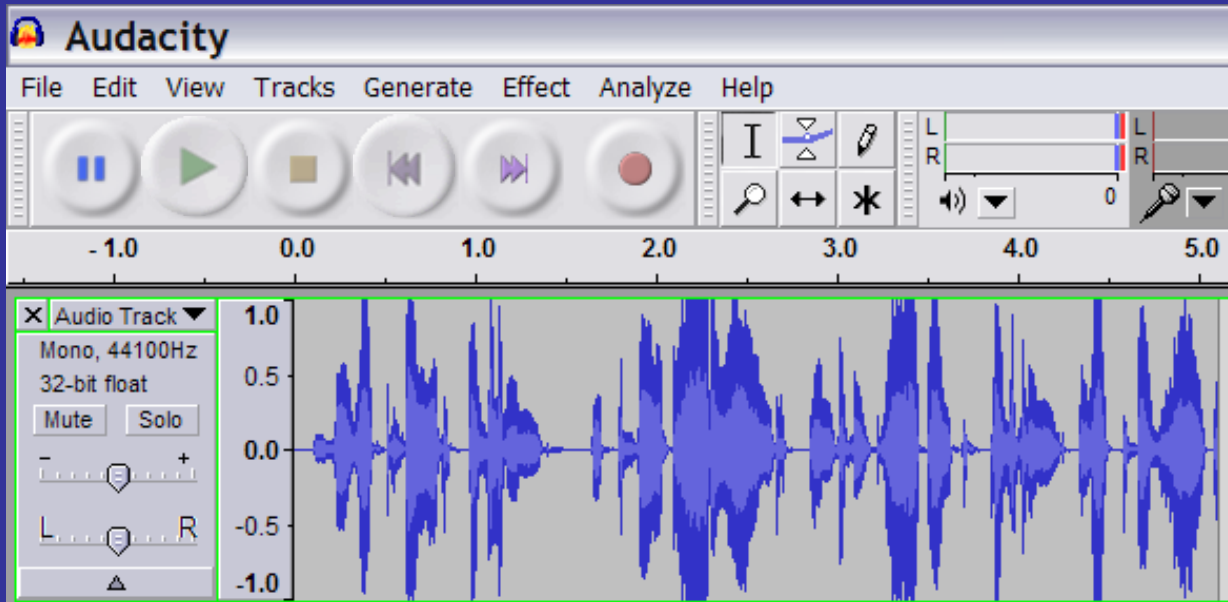 Audacity
File Edit View Tracks Generate Effect Analyze Help
L L
R R
0
- 1.0 0.0 1.0 2.0 3.0 4.0 5.0
X Audio Track 1.0
Mono, 44100Hz
32-bit float 0.5
Mute Solo
- + 0.0
L R -0.5
-1.0